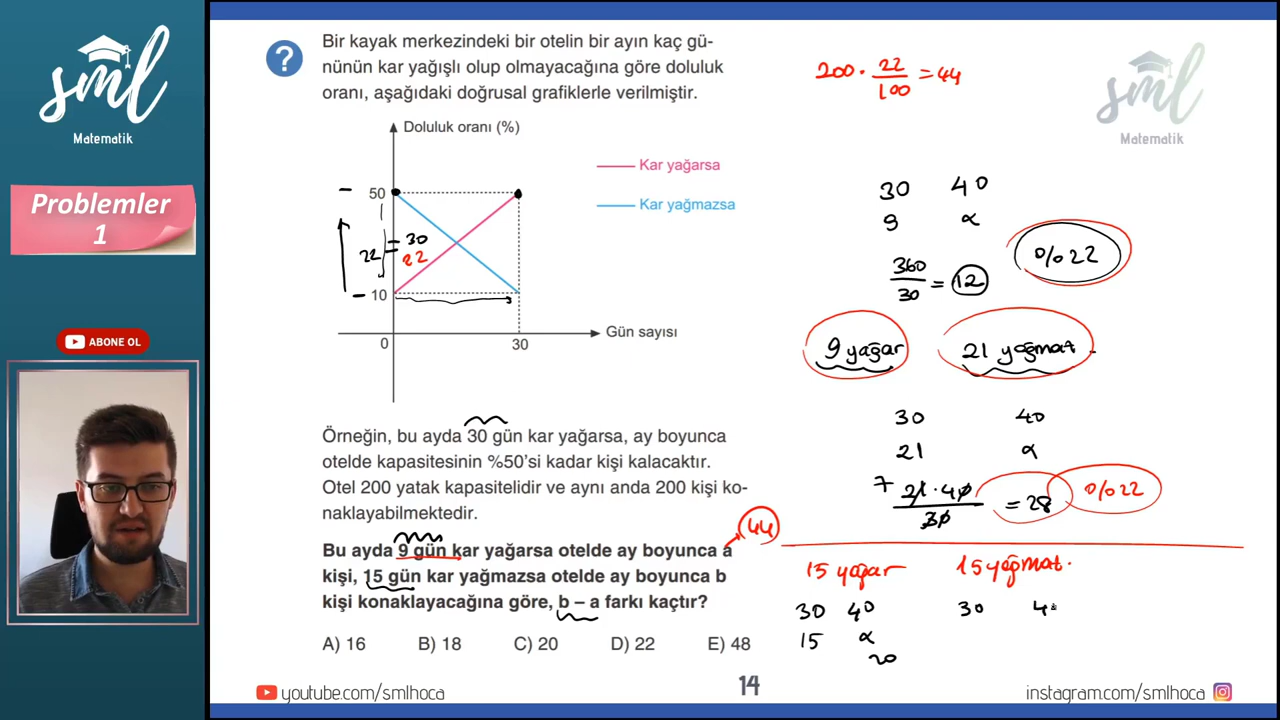 sml
Matematik
Problemler
1
ABONE OL
?
Bir kayak merkezindeki bir otelin bir ayın kaç gü-
nünün kar yağışlı olup olmayacağına göre doluluk
oranı, aşağıdaki doğrusal grafiklerle verilmiştir.
Doluluk oranı (%)
Kar yağarsa
Kar yağmazsa
50
30
22
22
10
0
30
Gün sayısı
Örneğin, bu ayda 30 gün kar yağarsa, ay boyunca
otelde kapasitesinin %50'si kadar kişi kalacaktır.
Otel 200 yatak kapasitelidir ve aynı anda 200 kişi ko-
naklayabilmektedir.
Bu ayda 9 gün kar yağarsa otelde ay boyunca a
kişi, 15 gün kar yağmazsa otelde ay boyunca b
kişi konaklayacağına göre, b – a farkı kaçtır?
44
A) 16 B) 18 C) 20 D) 22 E) 48
200 . 22/100 = 44
sml
Matematik
30 40
9 α
360/30 = 12
%22
9 yağar 21 yağmat
30 40
21 α
7
21.40/30 = 28
%22
15 yağar 15 yağmat.
30 40 30 4
15 α
20
youtube.com/smlhoca
14
instagram.com/smlhoca